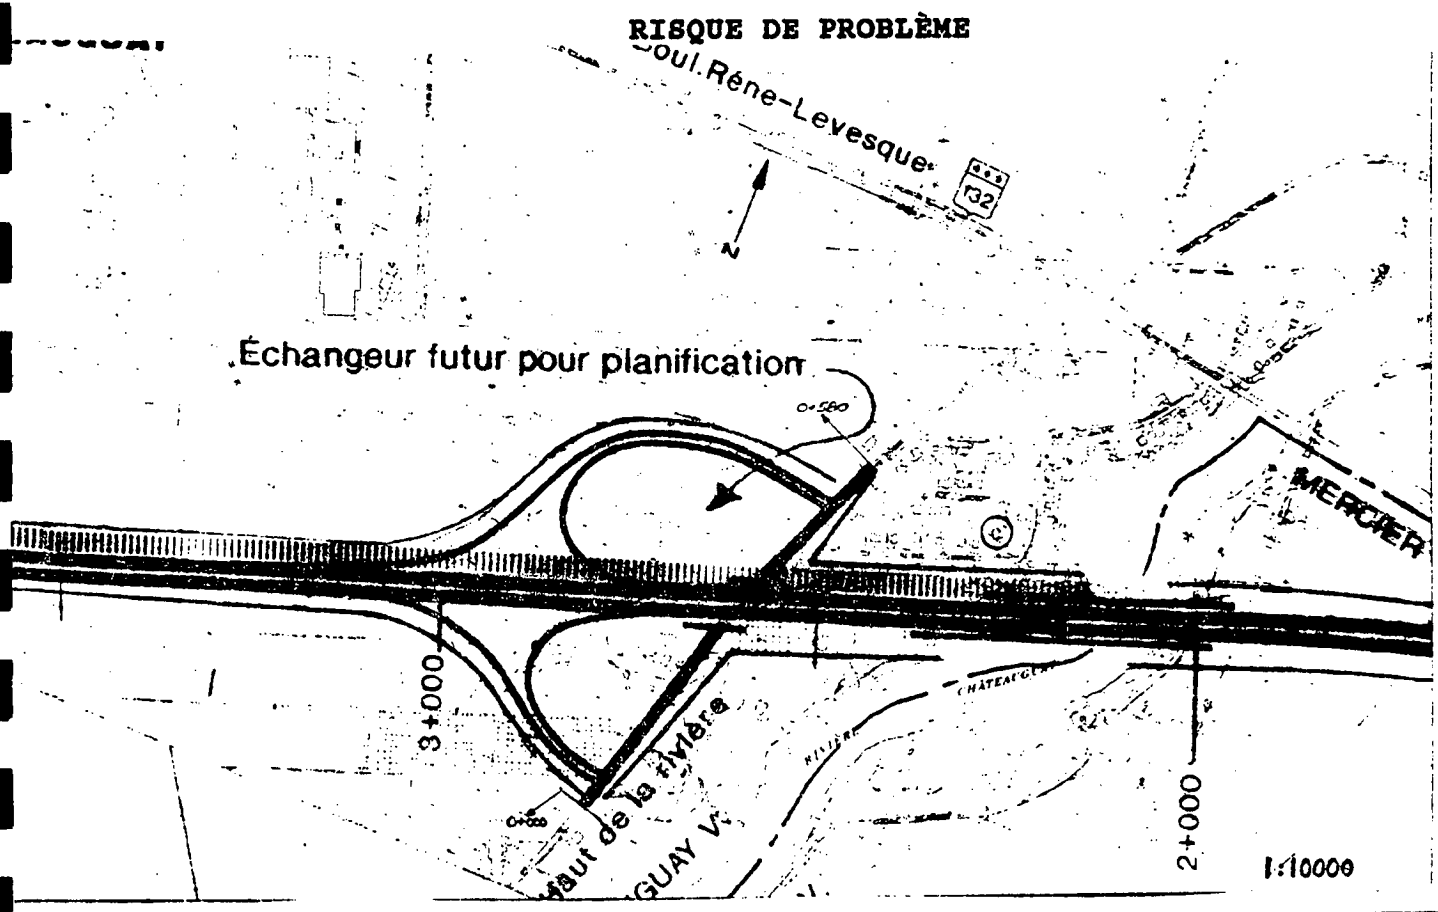 RISQUE DE PROBLÈME
Boul.Réne-Levesque
132
N
Échangeur futur pour planification
0+580
MERCIER
C
3+000
CHÂTEAUGUAY
RIVIÈRE
Haut de la rivière
0+000
GUAY V
2+000
1:10000